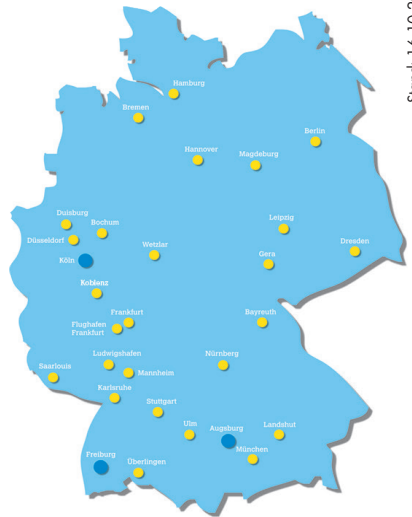 Hamburg
Bremen
Berlin
Hannover
Magdeburg
Duisburg
Bochum
Leipzig
Düsseldorf
Dresden
Wetzlar
Köln
Gera
Koblenz
Frankfurt
Bayreuth
Flughafen
Frankfurt
Ludwigshafen
Nürnberg
Saarlouis
Mannheim
Karlsruhe
Stuttgart
Ulm
Augsburg
Landshut
München
Freiburg
Überlingen